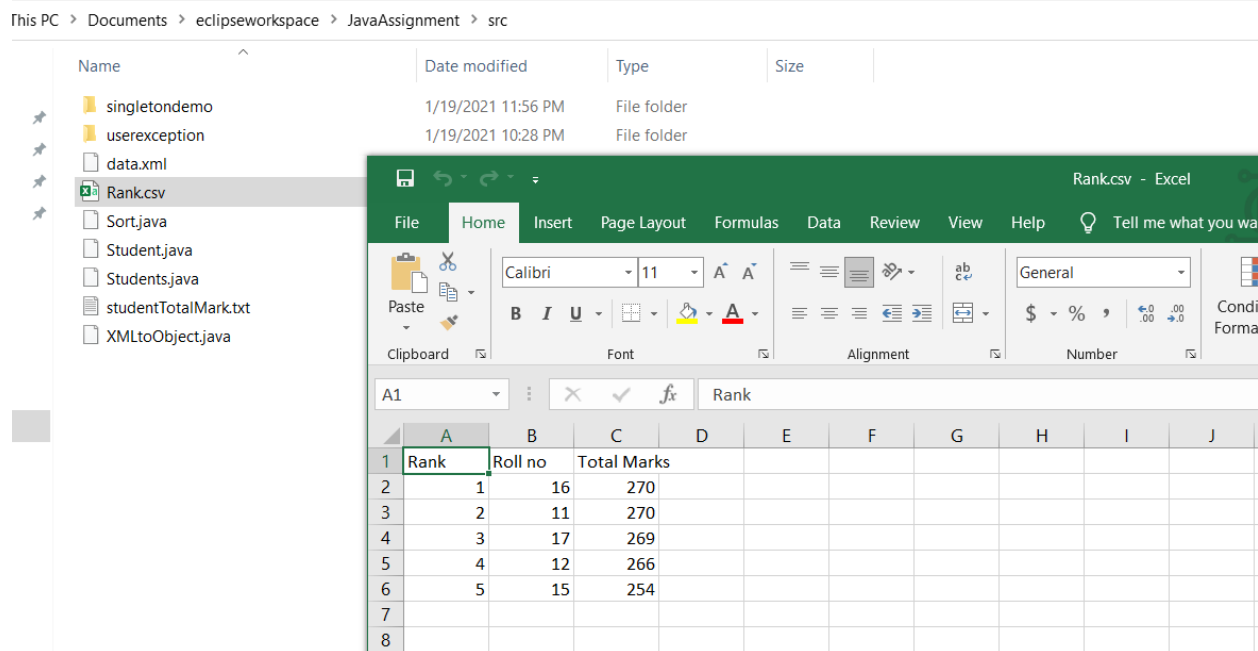 This PC > Documents > eclipseworkspace > JavaAssignment > src
Name Date modified Type Size
singletondemo 1/19/2021 11:56 PM File folder
userexception 1/19/2021 10:28 PM File folder
data.xml
Rank.csv
Sort.java
Student.java
Students.java
studentTotalMark.txt
XMLtoObject.java
Rank.csv - Excel
File Home Insert Page Layout Formulas Data Review View Help Tell me what you wa
Calibri 11 A A ab General
B I U A $ % , .00 .0
Paste
Condi
Forma
Clipboard Font Alignment Number
A1 fx Rank
A B C D E F G H I J
1 Rank Roll no Total Marks
2 1 16 270
3 2 11 270
4 3 17 269
5 4 12 266
6 5 15 254
7
8